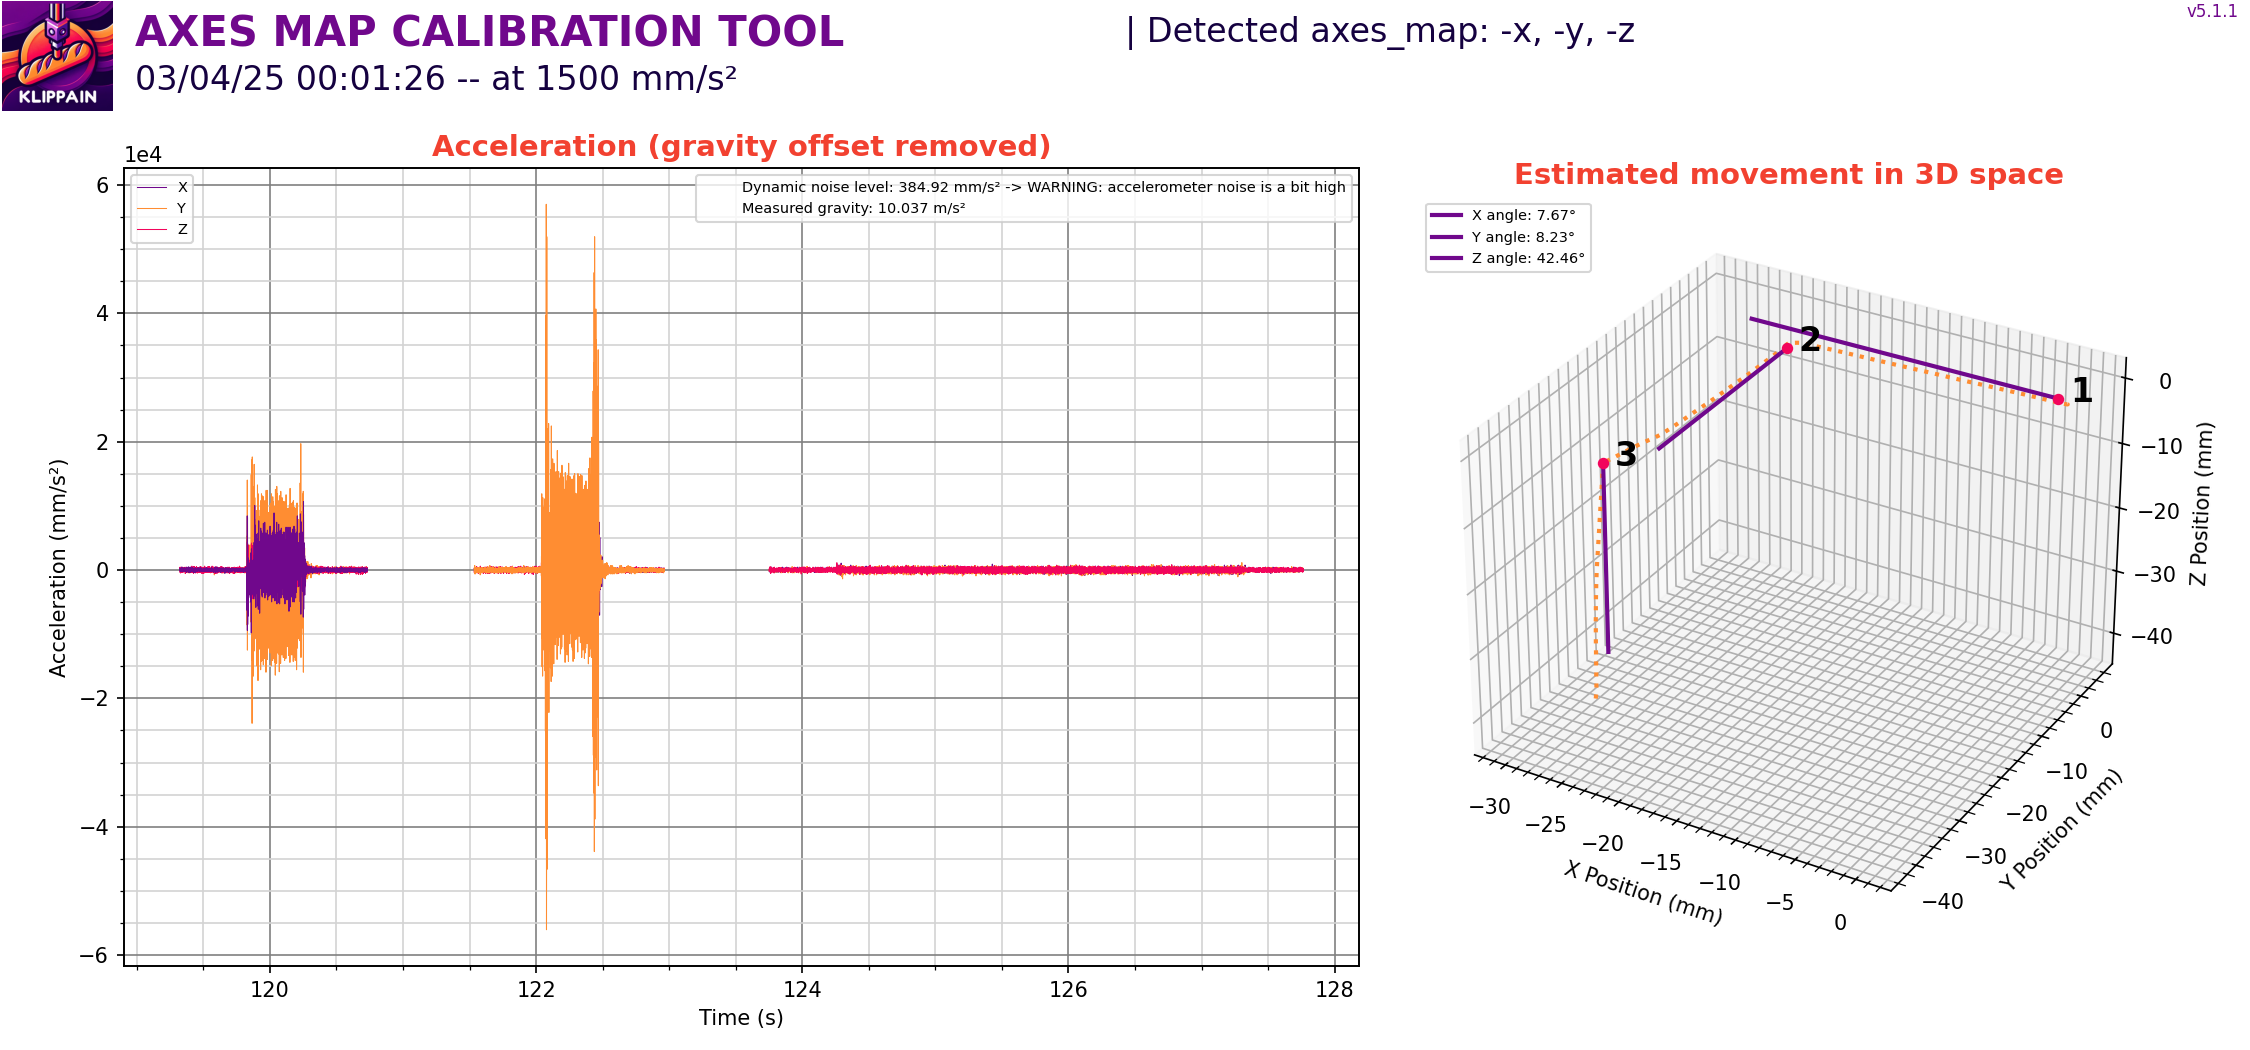 AXES MAP CALIBRATION TOOL
| Detected axes_map: -x, -y, -z
v5.1.1
03/04/25 00:01:26 -- at 1500 mm/s²
KLIPPAIN
Acceleration (gravity offset removed)
1e4
X
Y
Z
Dynamic noise level: 384.92 mm/s² -> WARNING: accelerometer noise is a bit high
Measured gravity: 10.037 m/s²
6
4
2
0
−2
−4
−6
Acceleration (mm/s²)
120
122
124
126
128
Time (s)
Estimated movement in 3D space
X angle: 7.67°
Y angle: 8.23°
Z angle: 42.46°
1
2
3
0
−10
−20
−30
−40
Z Position (mm)
0
−10
−20
−30
−40
Y Position (mm)
−30
−25
−20
−15
−10
−5
0
X Position (mm)